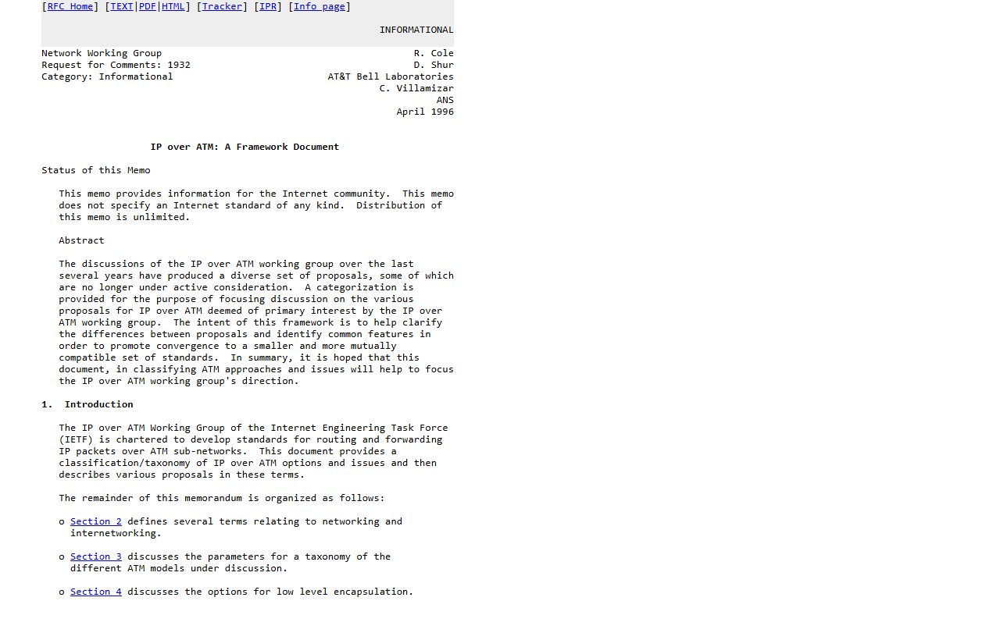 [RFC Home] [TEXT|PDF|HTML] [Tracker] [IPR] [Info page]
INFORMATIONAL
Network Working Group                                            R. Cole
Request for Comments: 1932                                       D. Shur
Category: Informational                           AT&T Bell Laboratories
C. Villamizar
ANS
April 1996
IP over ATM: A Framework Document
Status of this Memo
This memo provides information for the Internet community.  This memo
does not specify an Internet standard of any kind.  Distribution of
this memo is unlimited.
Abstract
The discussions of the IP over ATM working group over the last
several years have produced a diverse set of proposals, some of which
are no longer under active consideration.  A categorization is
provided for the purpose of focusing discussion on the various
proposals for IP over ATM deemed of primary interest by the IP over
ATM working group.  The intent of this framework is to help clarify
the differences between proposals and identify common features in
order to promote convergence to a smaller and more mutually
compatible set of standards.  In summary, it is hoped that this
document, in classifying ATM approaches and issues will help to focus
the IP over ATM working group's direction.
1.  Introduction
The IP over ATM Working Group of the Internet Engineering Task Force
(IETF) is chartered to develop standards for routing and forwarding
IP packets over ATM sub-networks.  This document provides a
classification/taxonomy of IP over ATM options and issues and then
describes various proposals in these terms.
The remainder of this memorandum is organized as follows:
o Section 2 defines several terms relating to networking and
internetworking.
o Section 3 discusses the parameters for a taxonomy of the
different ATM models under discussion.
o Section 4 discusses the options for low level encapsulation.